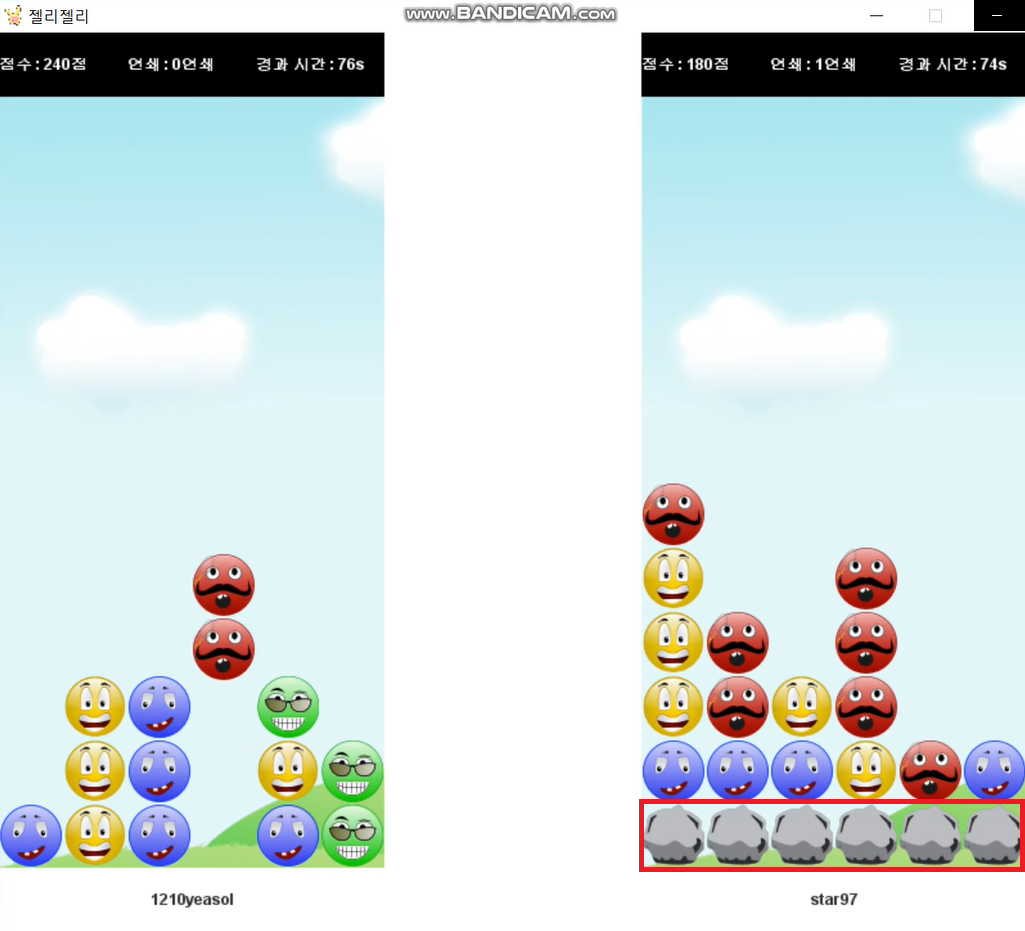 젤리젤리
www.BANDICAM.com
점수:240점 연쇄:0연쇄 경과 시간:76s
점수:180점 연쇄:1연쇄 경과 시간:74s
1210yeasol
star97